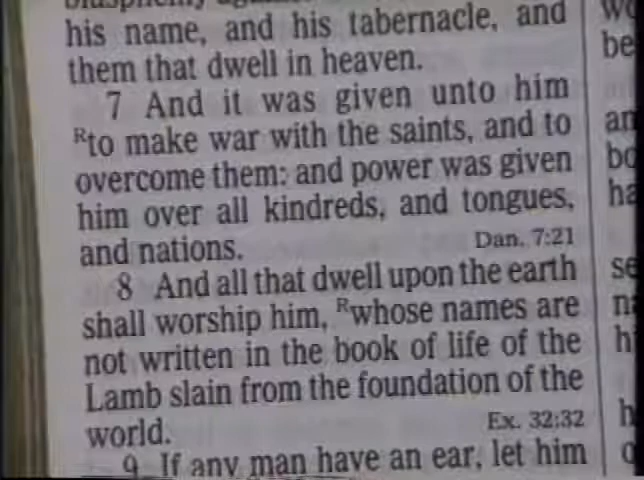 his name, and his tabernacle, and
them that dwell in heaven.
7 And it was given unto him
Rto make war with the saints, and to
overcome them: and power was given
him over all kindreds, and tongues,
and nations. Dan. 7:21
8 And all that dwell upon the earth
shall worship him, Rwhose names are
not written in the book of life of the
Lamb slain from the foundation of the
world. Ex. 32:32
9 If any man have an ear, let him